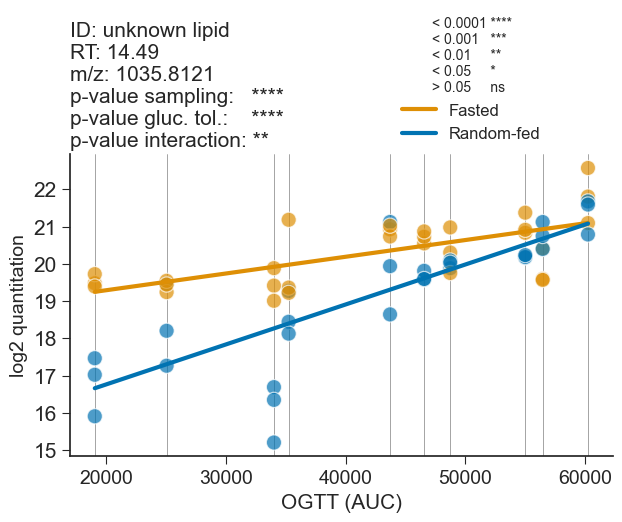 ID: unknown lipid
RT: 14.49
m/z: 1035.8121
p-value sampling: ****
p-value gluc. tol.: ****
p-value interaction: **
< 0.0001 ****
< 0.001 ***
< 0.01 **
< 0.05 *
> 0.05 ns
Fasted
Random-fed
log2 quantitation
22
21
20
19
18
17
16
15
20000 30000 40000 50000 60000
OGTT (AUC)